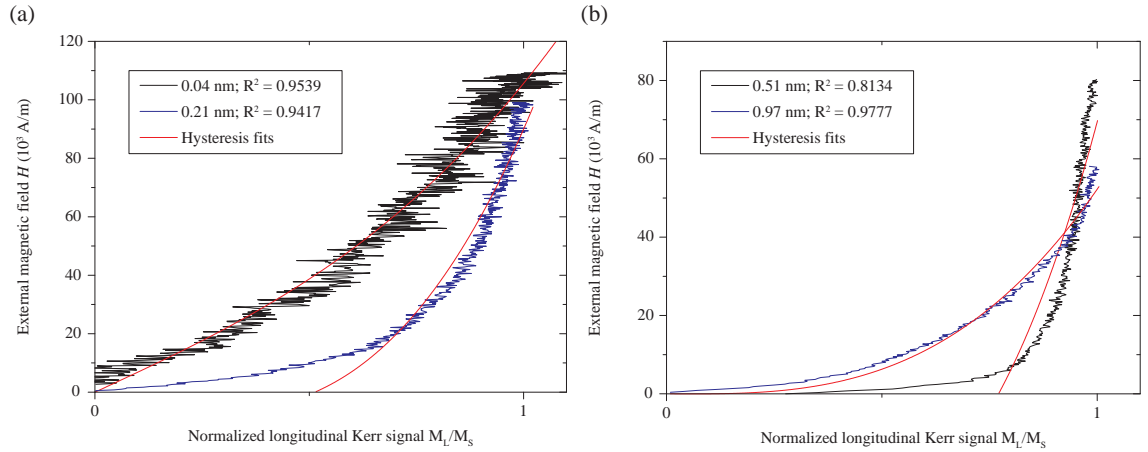 (a)
120
100
80
60
40
20
0
0
1
External magnetic field H (10³ A/m)
Normalized longitudinal Kerr signal M_L/M_S
0.04 nm; R² = 0.9539
0.21 nm; R² = 0.9417
Hysteresis fits
(b)
80
60
40
20
0
0
1
External magnetic field H (10³ A/m)
Normalized longitudinal Kerr signal M_L/M_S
0.51 nm; R² = 0.8134
0.97 nm; R² = 0.9777
Hysteresis fits